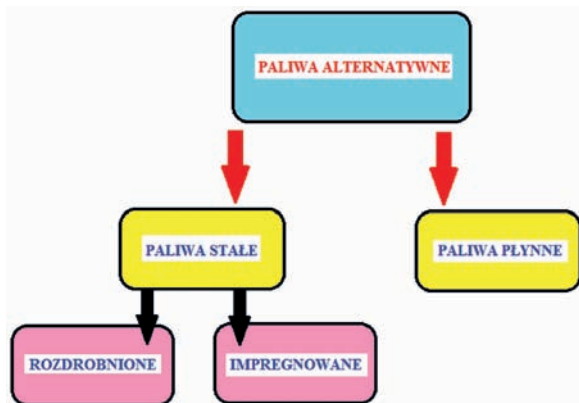 PALIWA ALTERNATYWNE
PALIWA STAŁE
PALIWA PŁYNNE
ROZDROBNIONE
IMPREGNOWANE